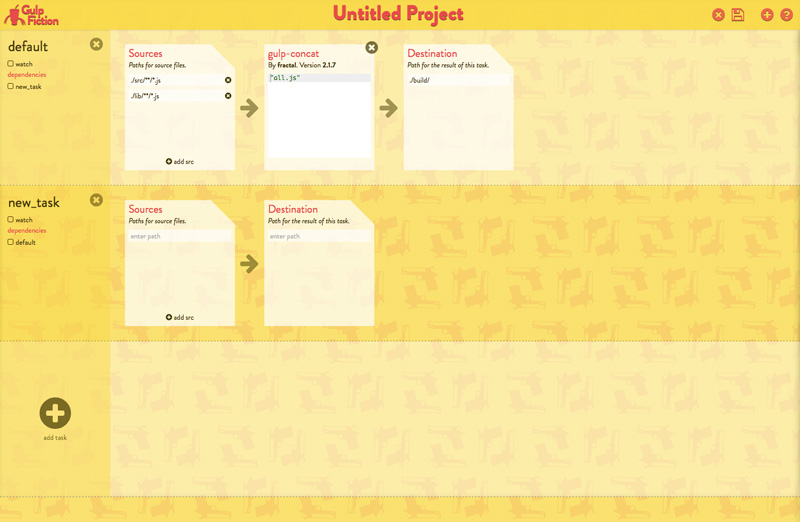 Gulp
Fiction
Untitled Project
default
watch
dependencies
new_task
Sources
Paths for source files.
./src/**/*.js
./lib/**/*.js
add src
gulp-concat
By fractal. Version 2.1.7
"all.js"
Destination
Path for the result of this task.
./build/
new_task
watch
dependencies
default
Sources
Paths for source files.
enter path
add src
Destination
Path for the result of this task.
enter path
add task